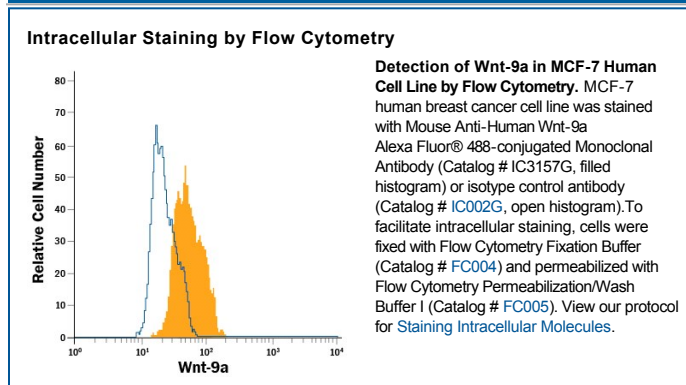 Intracellular Staining by Flow Cytometry
80
70
60
50
40
30
20
10
0
Relative Cell Number
10⁰
10¹
10²
10³
10⁴
Wnt-9a
Detection of Wnt-9a in MCF-7 Human
Cell Line by Flow Cytometry. MCF-7
human breast cancer cell line was stained
with Mouse Anti-Human Wnt-9a
Alexa Fluor® 488-conjugated Monoclonal
Antibody (Catalog # IC3157G, filled
histogram) or isotype control antibody
(Catalog # IC002G, open histogram).To
facilitate intracellular staining, cells were
fixed with Flow Cytometry Fixation Buffer
(Catalog # FC004) and permeabilized with
Flow Cytometry Permeabilization/Wash
Buffer I (Catalog # FC005). View our protocol
for Staining Intracellular Molecules.